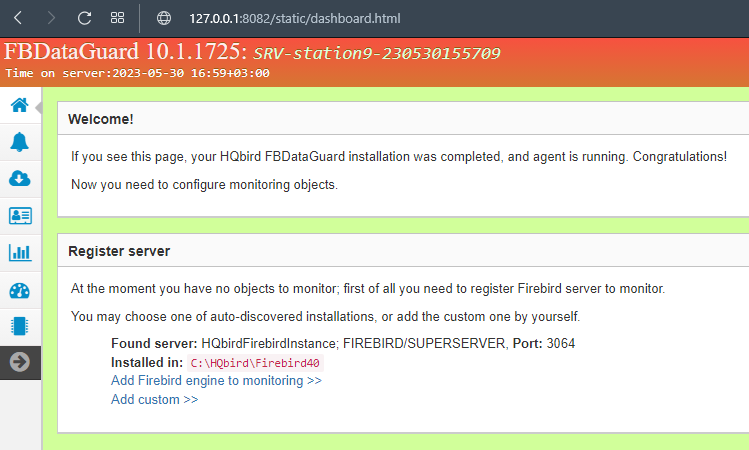 127.0.0.1:8082/static/dashboard.html
FBDataGuard 10.1.1725: SRV-station9-230530155709
Time on server:2023-05-30 16:59+03:00
Welcome!
If you see this page, your HQbird FBDataGuard installation was completed, and agent is running. Congratulations!
Now you need to configure monitoring objects.
Register server
At the moment you have no objects to monitor; first of all you need to register Firebird server to monitor.
You may choose one of auto-discovered installations, or add the custom one by yourself.
Found server: HQbirdFirebirdInstance; FIREBIRD/SUPERSERVER, Port: 3064
Installed in: C:\HQbird\Firebird40
Add Firebird engine to monitoring >>
Add custom >>